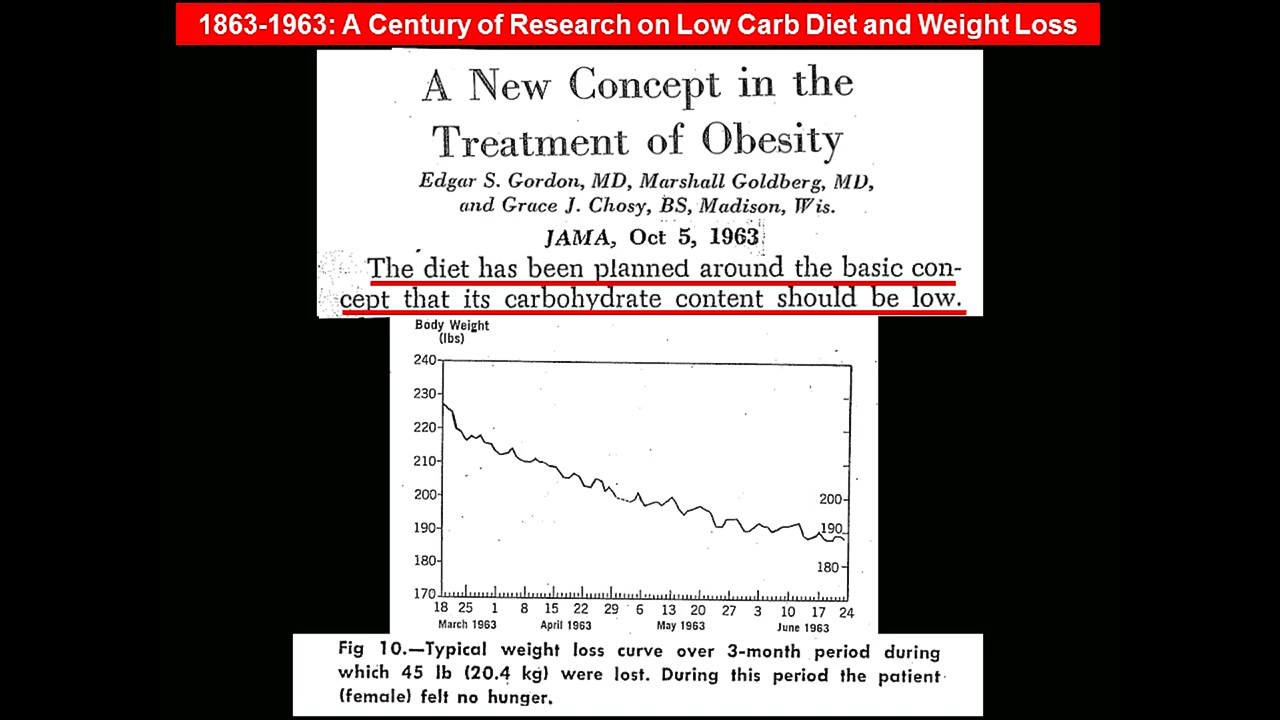 1863-1963: A Century of Research on Low Carb Diet and Weight Loss
A New Concept in the
Treatment of Obesity
Edgar S. Gordon, MD, Marshall Goldberg, MD,
and Grace J. Chosy, BS, Madison, Wis.
JAMA, Oct 5, 1963
The diet has been planned around the basic con-
cept that its carbohydrate content should be low.
Body Weight
(lbs)
240
230
220
210
200
190
180
170
200
190
180
18 25 1 8 15 22 29 6 13 20 27 3 10 17 24
March 1963 April 1963 May 1963 June 1963
Fig 10.—Typical weight loss curve over 3-month period during
which 45 lb (20.4 kg) were lost. During this period the patient
(female) felt no hunger.